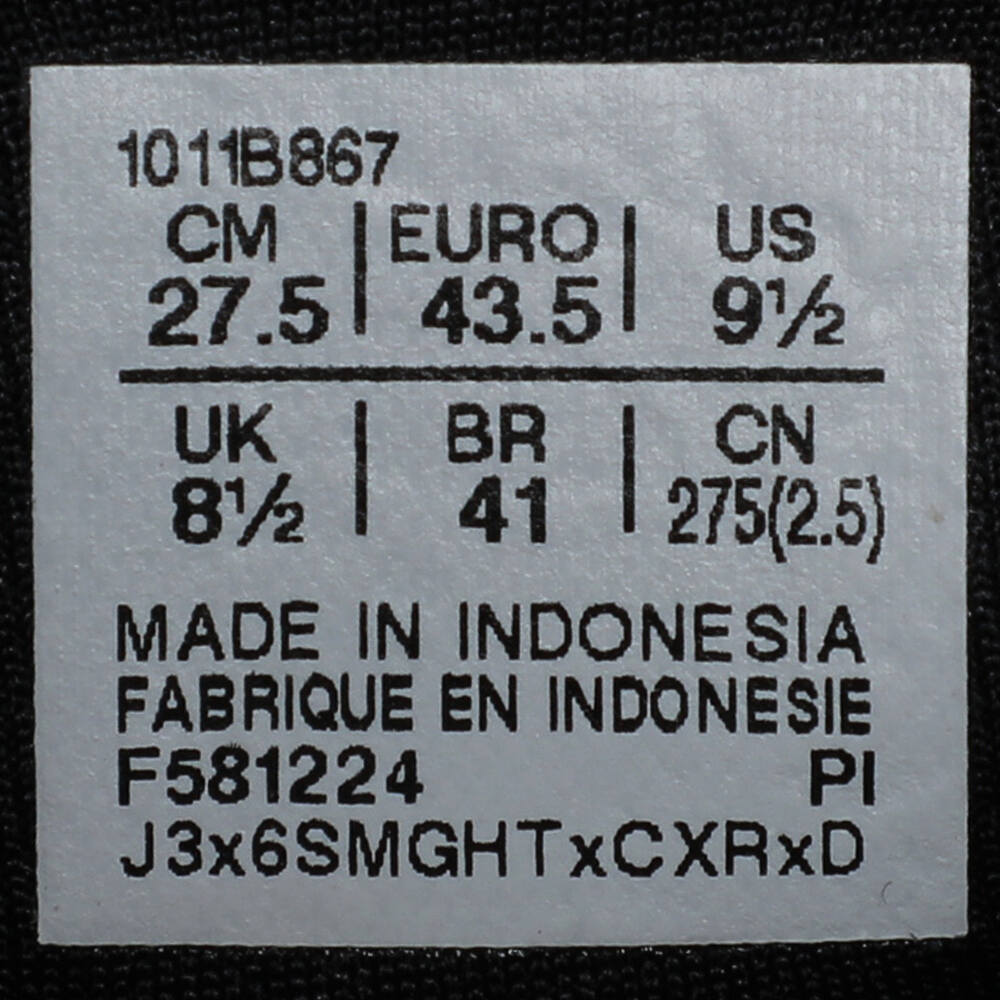 1011B867
CM | EURO | US
27.5 | 43.5 | 9½
UK | BR | CN
8½ | 41 | 275(2.5)
MADE IN INDONESIA
FABRIQUE EN INDONESIE
F581224 PI
J3x6SMGHTxCXRxD